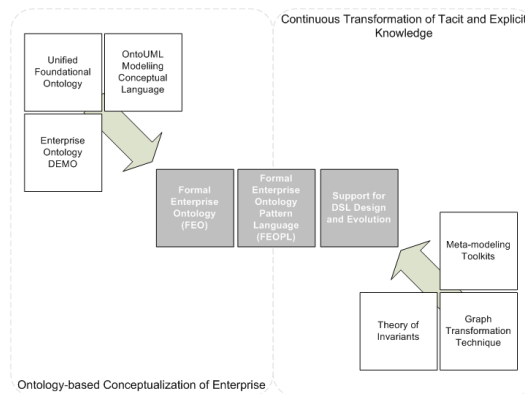 Continuous Transformation of Tacit and Explicit
Knowledge
Unified
Foundational
Ontology
OntoUML
Modeliing
Conceptual
Language
Enterprise
Ontology
DEMO
Formal
Enterprise
Ontology
(FEO)
Formal
Enterprise
Ontology
Pattern
Language
(FEOPL)
Support for
DSL Design
and Evolution
Meta-modeling
Toolkits
Theory of
Invariants
Graph
Transformation
Technique
Ontology-based Conceptualization of Enterprise